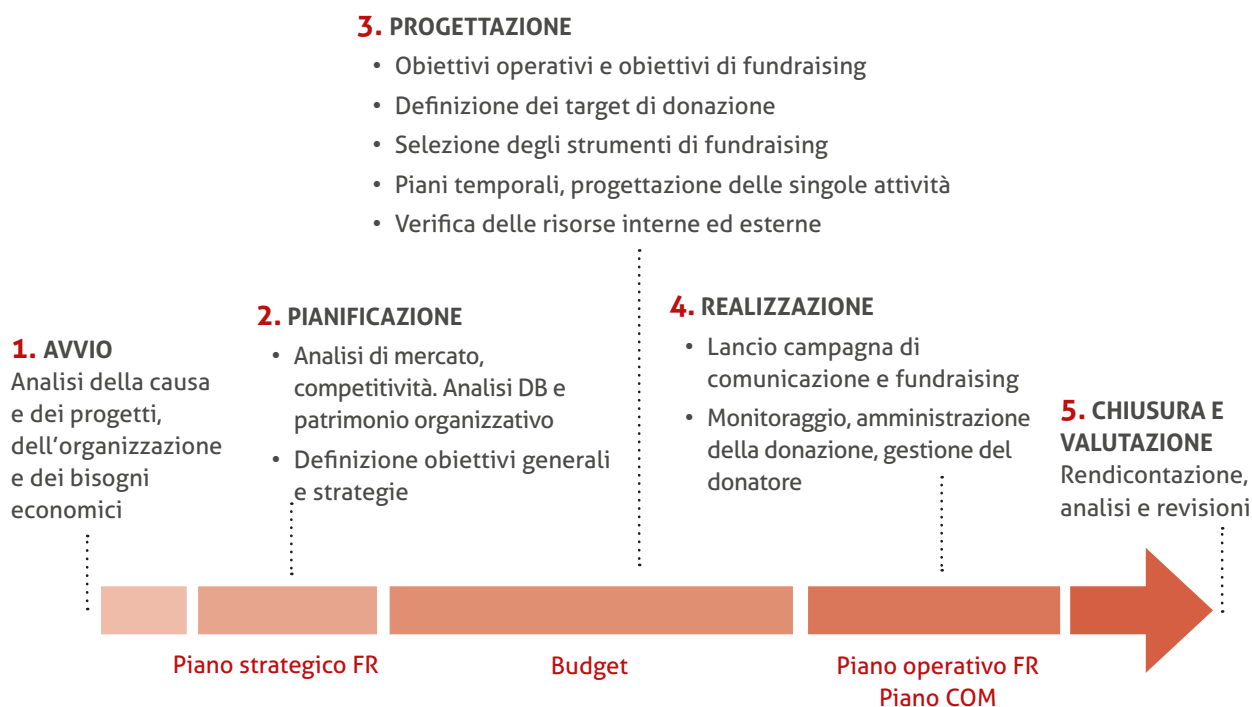 1. AVVIO
Analisi della causa
e dei progetti,
dell'organizzazione
e dei bisogni
economici
2. PIANIFICAZIONE
• Analisi di mercato,
competitività. Analisi DB e
patrimonio organizzativo
• Definizione obiettivi generali
e strategie
3. PROGETTAZIONE
• Obiettivi operativi e obiettivi di fundraising
• Definizione dei target di donazione
• Selezione degli strumenti di fundraising
• Piani temporali, progettazione delle singole attività
• Verifica delle risorse interne ed esterne
4. REALIZZAZIONE
• Lancio campagna di
comunicazione e fundraising
• Monitoraggio, amministrazione
della donazione, gestione del
donatore
5. CHIUSURA E
VALUTAZIONE
Rendicontazione,
analisi e revisioni
Piano strategico FR
Budget
Piano operativo FR
Piano COM